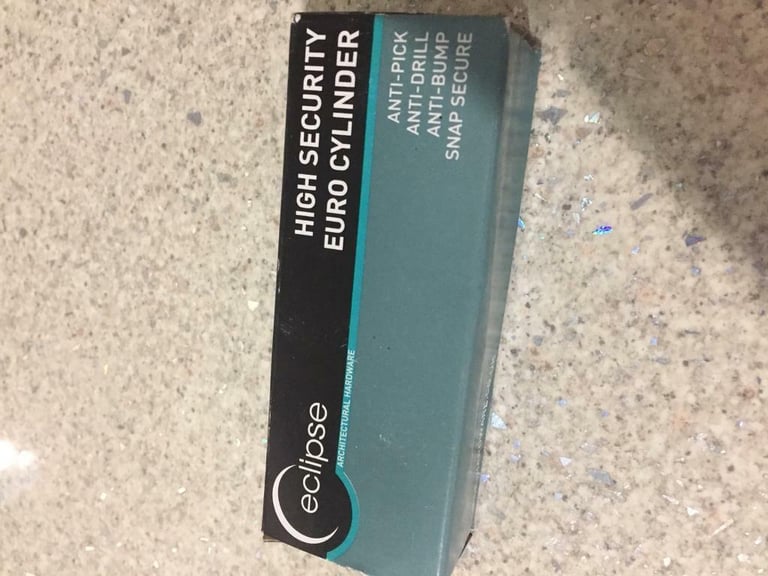 eclipse
ARCHITECTURAL HARDWARE
HIGH SECURITY
EURO CYLINDER
ANTI-PICK
ANTI-DRILL
ANTI-BUMP
SNAP SECURE